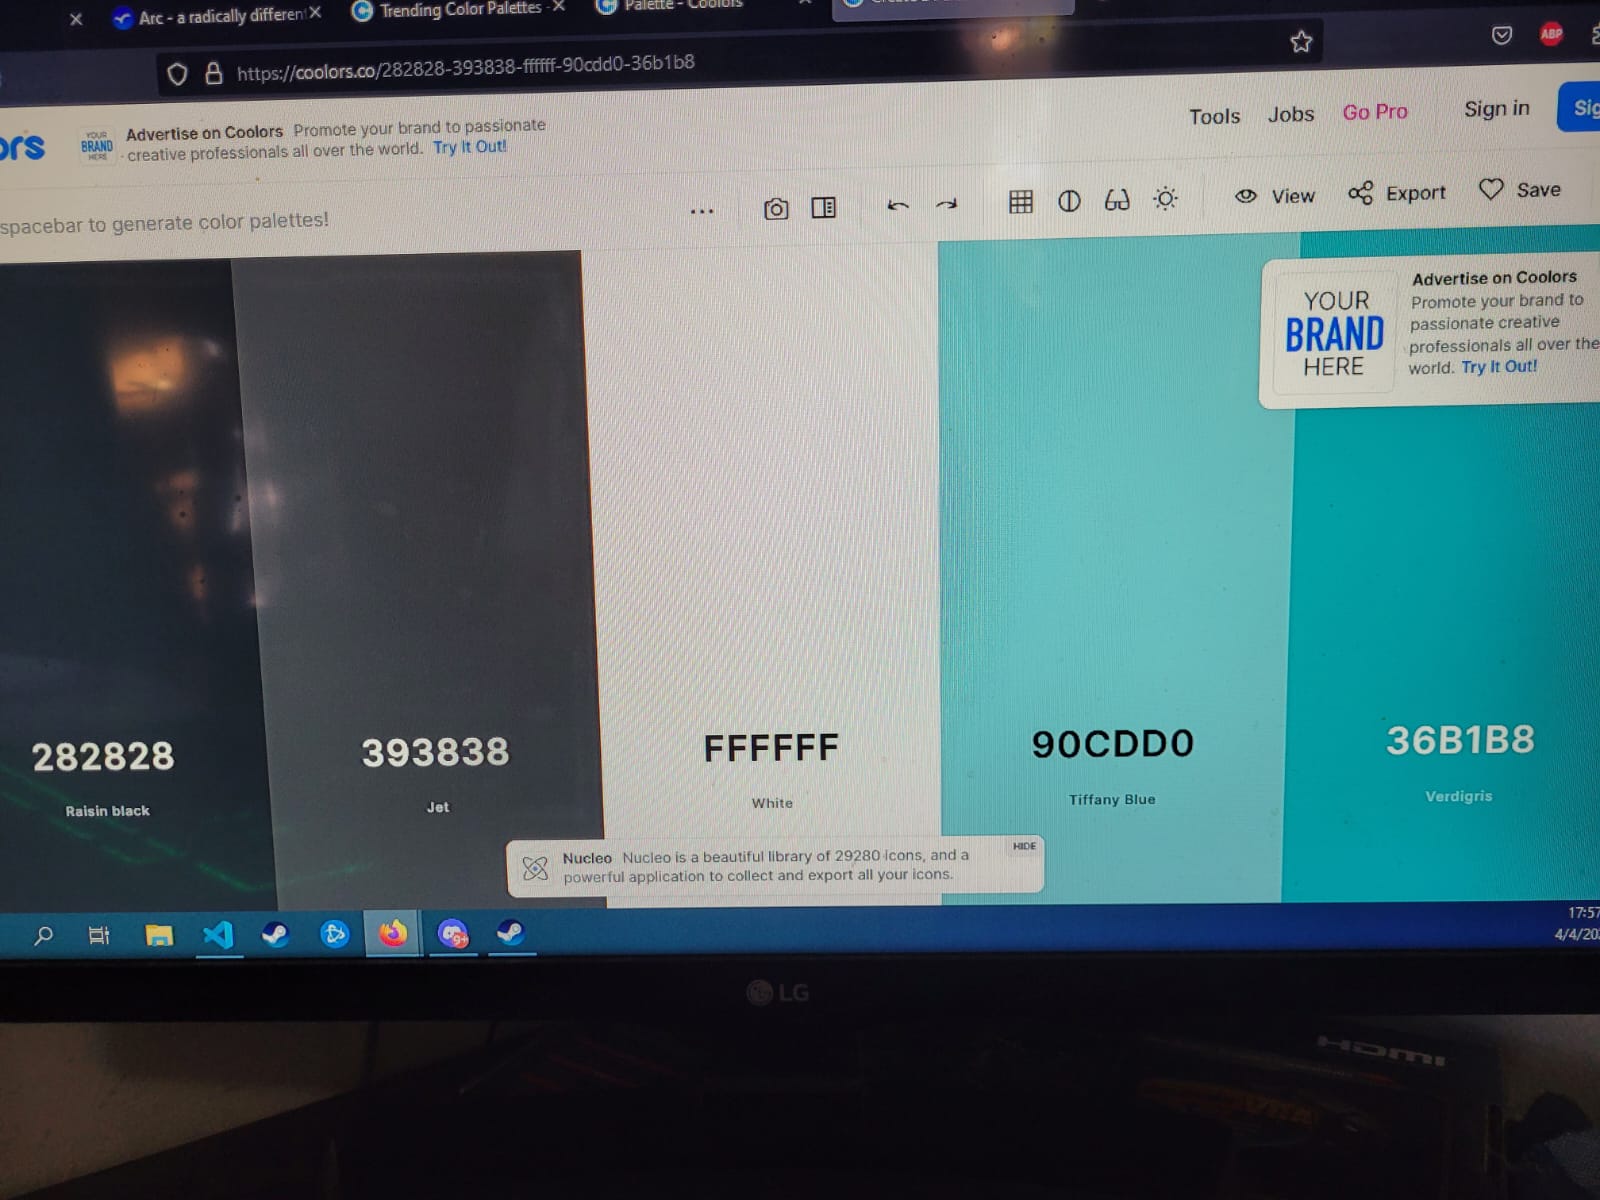 Arc - a radically different
Trending Color Palettes -
Palette - Coolors
https://coolors.co/282828-393838-ffffff-90cdd0-36b1b8
ABP
ors
YOUR
BRAND
HERE
Advertise on Coolors Promote your brand to passionate
creative professionals all over the world. Try It Out!
Tools Jobs Go Pro Sign in Sig
spacebar to generate color palettes!
... View Export Save
YOUR
BRAND
HERE
Advertise on Coolors
Promote your brand to
passionate creative
professionals all over the
world. Try It Out!
282828
Raisin black
393838
Jet
FFFFFF
White
90CDD0
Tiffany Blue
36B1B8
Verdigris
Nucleo Nucleo is a beautiful library of 29280 icons, and a
powerful application to collect and export all your icons.
HIDE
9+
17:57
4/4/20
LG
HDMI